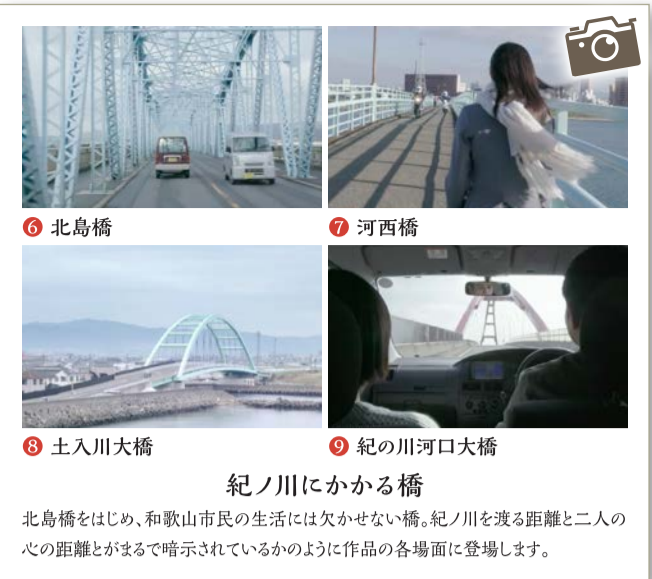 ❻ 北島橋
❼ 河西橋
❽ 土入川大橋
❾ 紀の川河口大橋
紀ノ川にかかる橋
北島橋をはじめ、和歌山市民の生活には欠かせない橋。紀ノ川を渡る距離と二人の
心の距離とがまるで暗示されているかのように作品の各場面に登場します。